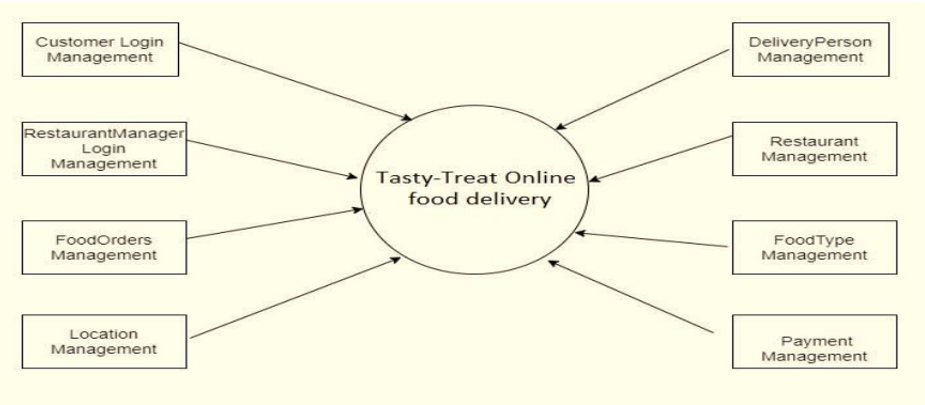 Customer Login
Management
RestaurantManager
Login
Management
FoodOrders
Management
Location
Management
Tasty-Treat Online
food delivery
DeliveryPerson
Management
Restaurant
Management
FoodType
Management
Payment
Management